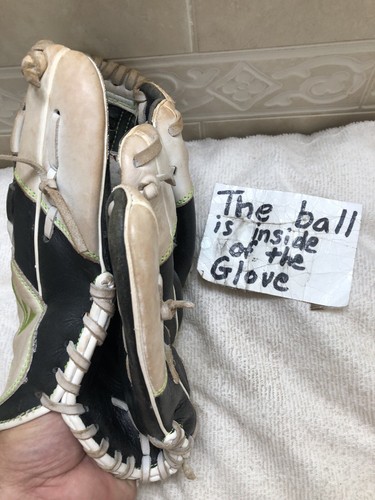 The ball
is inside
of the
Glove